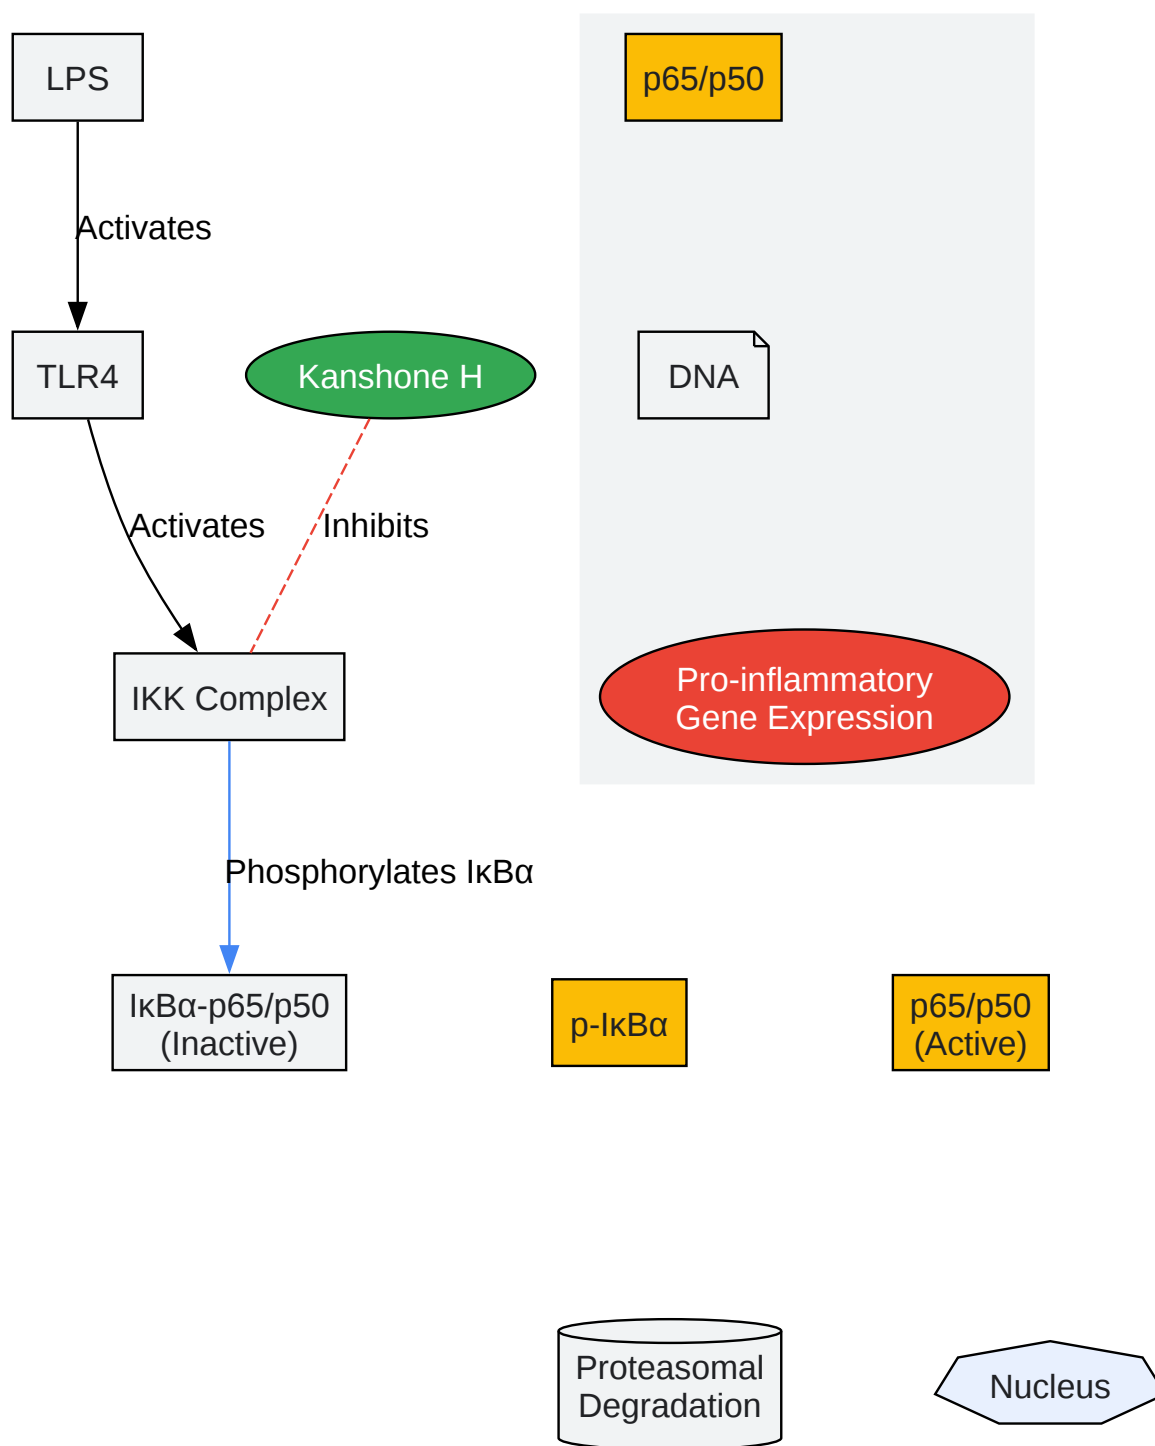 LPS
p65/p50
Activates
TLR4
Kanshone H
DNA
Activates
Inhibits
IKK Complex
Pro-inflammatory
Gene Expression
Phosphorylates IκBα
IκBα-p65/p50
(Inactive)
p-IκBα
p65/p50
(Active)
Proteasomal
Degradation
Nucleus